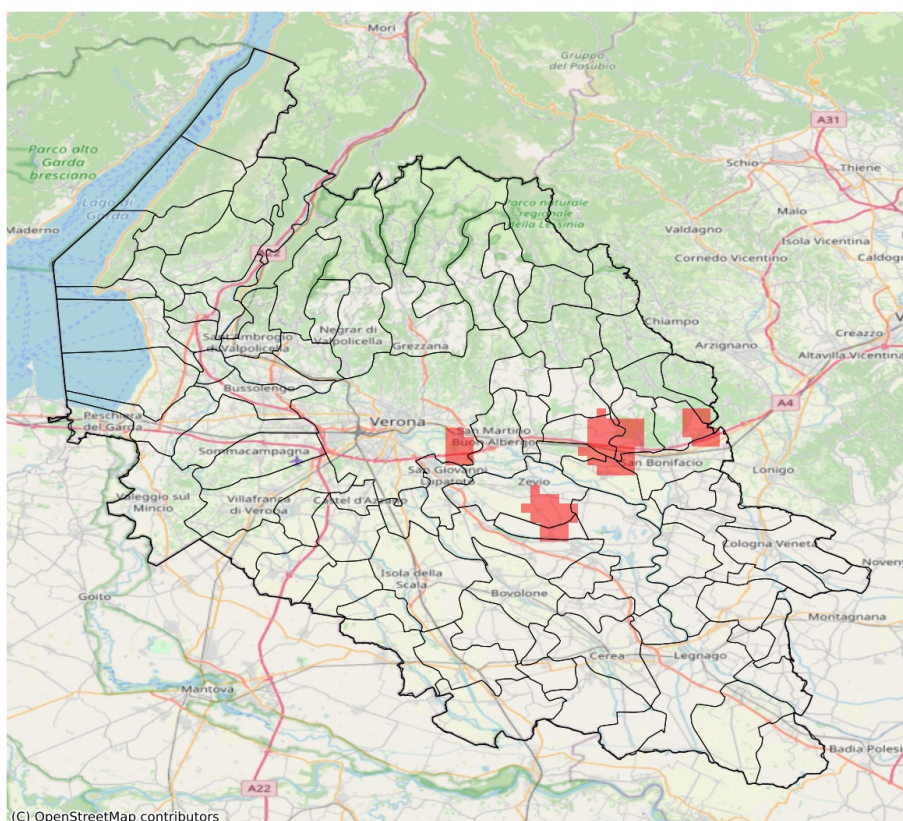 Mori
Gruppo
del Pasubio
A31
Parco alto
Garda
bresciano
Schio
Thiene
Lago di
Garda
Parco naturale
regionale
della Lessinia
Malo
Maderno
Valdagno
Isola Vicentina
Cornedo Vicentino
Caldogn
A22
Chiampo
Sant'Ambrogio
di Valpolicella
Negrar di
Valpolicella
Grezzana
Arzignano
Creazzo
Altavilla Vicentina
Bussolengo
A4
Peschiera
del Garda
Verona
San Martino
Buon Albergo
Sommacampagna
San Giovanni
Lupatoto
San Bonifacio
Lonigo
Zevio
Valeggio sul
Mincio
Villafranca
di Verona
Castel d'Azzano
Cologna Veneta
Noven
Isola della
Scala
Goito
Bovolone
Montagnana
Cerea
Legnago
Mantova
Badia Polesi
A22
(C) OpenStreetMap contributors